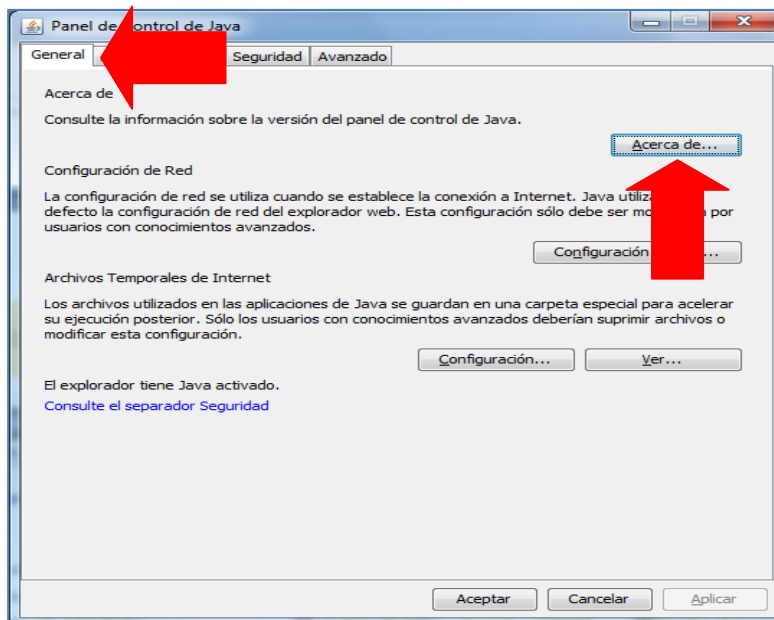 Panel de Control de Java
General Seguridad Avanzado
Acerca de
Consulte la información sobre la versión del panel de control de Java.
Acerca de...
Configuración de Red
La configuración de red se utiliza cuando se establece la conexión a Internet. Java utiliza
defecto la configuración de red del explorador web. Esta configuración sólo debe ser por
usuarios con conocimientos avanzados.
Configuración ...
Archivos Temporales de Internet
Los archivos utilizados en las aplicaciones de Java se guardan en una carpeta especial para acelerar
su ejecución posterior. Sólo los usuarios con conocimientos avanzados deberían suprimir archivos o
modificar esta configuración.
Configuración... Ver...
El explorador tiene Java activado.
Consulte el separador Seguridad
Aceptar Cancelar Aplicar